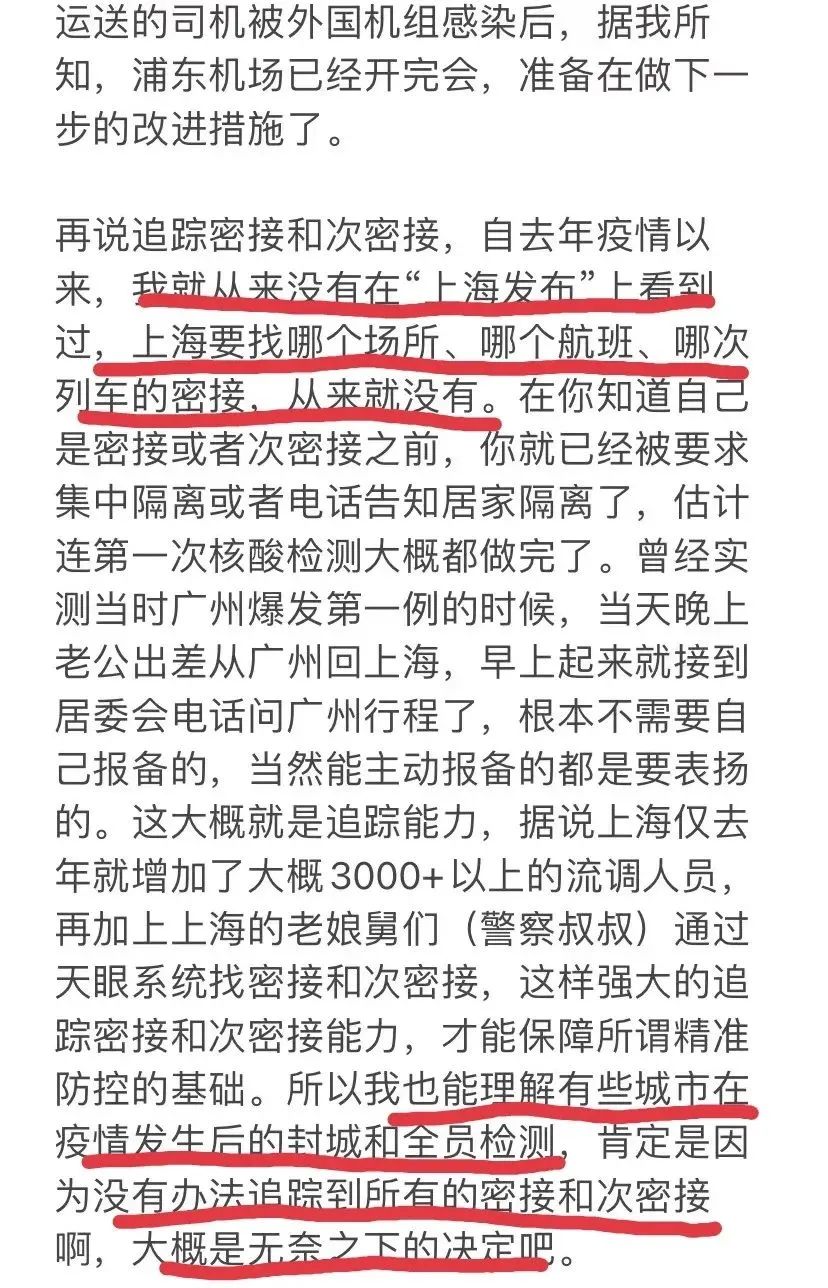 运送的司机被外国机组感染后，据我所
知，浦东机场已经开完会，准备在做下一
步的改进措施了。
再说追踪密接和次密接，自去年疫情以
来，我就从来没有在“上海发布”上看到
过，上海要找哪个场所、哪个航班、哪次
列车的密接，从来就没有。在你知道自己
是密接或者次密接之前，你就已经被要求
集中隔离或者电话告知居家隔离了，估计
连第一次核酸检测大概都做完了。曾经实
测当时广州爆发第一例的时候，当天晚上
老公出差从广州回上海，早上起来就接到
居委会电话问广州行程了，根本不需要自
己报备的，当然能主动报备的都是要表扬
的。这大概就是追踪能力，据说上海仅去
年就增加了大概3000+以上的流调人员，
再加上上海的老娘舅们（警察叔叔）通过
天眼系统找密接和次密接，这样强大的追
踪密接和次密接能力，才能保障所谓精准
防控的基础。所以我也能理解有些城市在
疫情发生后的封城和全员检测，肯定是因
为没有办法追踪到所有的密接和次密接
啊，大概是无奈之下的决定吧。